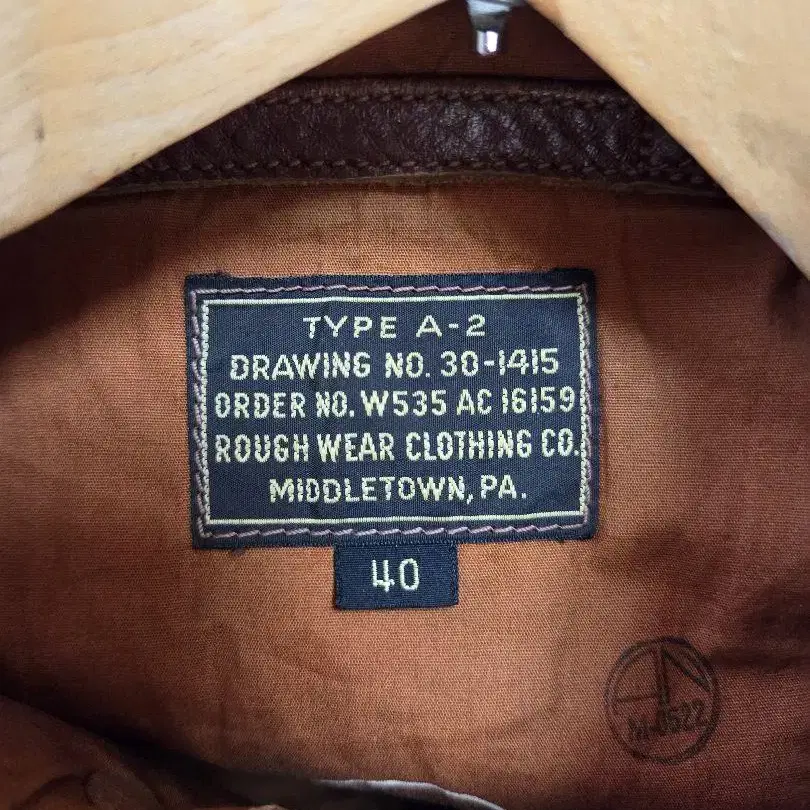 TYPE A-2
DRAWING NO. 30-1415
ORDER NO. W535 AC 16159
ROUGH WEAR CLOTHING CO.
MIDDLETOWN, PA.
40